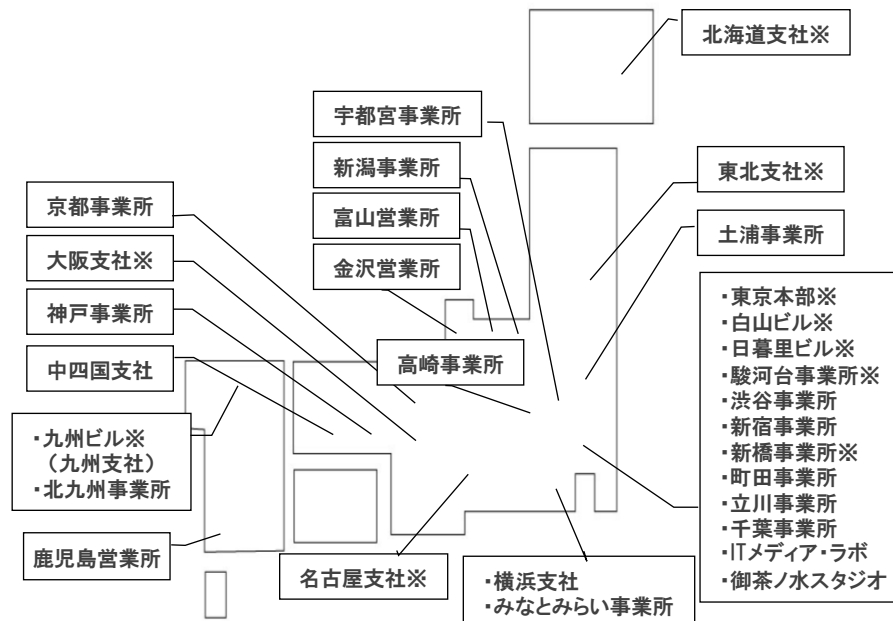 北海道支社※
宇都宮事業所
新潟事業所
東北支社※
京都事業所
富山営業所
土浦事業所
大阪支社※
金沢営業所
神戸事業所
・東京本部※
・白山ビル※
・日暮里ビル※
・駿河台事業所※
・渋谷事業所
・新宿事業所
・新橋事業所※
・町田事業所
・立川事業所
・千葉事業所
・ITメディア・ラボ
・御茶ノ水スタジオ
中四国支社
高崎事業所
・九州ビル※
（九州支社）
・北九州事業所
鹿児島営業所
名古屋支社※
・横浜支社
・みなとみらい事業所